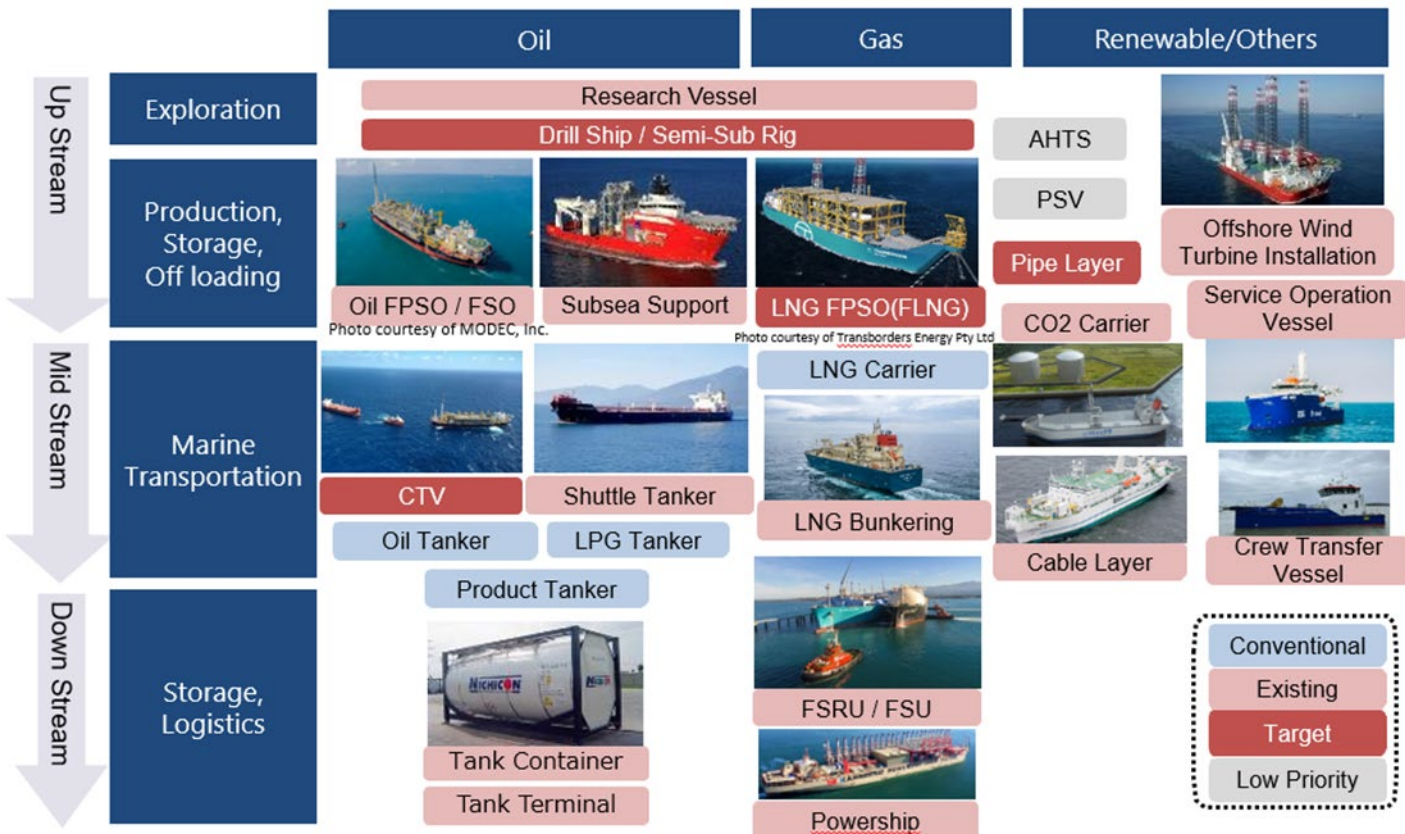 Oil
Gas
Renewable/Others
Up Stream
Exploration
Research Vessel
Drill Ship / Semi-Sub Rig
AHTS
PSV
Production,
Storage,
Off loading
Pipe Layer
Offshore Wind
Turbine Installation
Oil FPSO / FSO
Subsea Support
LNG FPSO(FLNG)
Photo courtesy of MODEC, Inc.
Photo courtesy of Transborders Energy Pty Ltd
CO2 Carrier
Service Operation
Vessel
Mid Stream
Marine
Transportation
LNG Carrier
CTV
Shuttle Tanker
LNG Bunkering
Oil Tanker
LPG Tanker
Cable Layer
Crew Transfer
Vessel
Down Stream
Storage,
Logistics
Product Tanker
NICHICON
FSRU / FSU
Tank Container
Tank Terminal
Powership
Conventional
Existing
Target
Low Priority